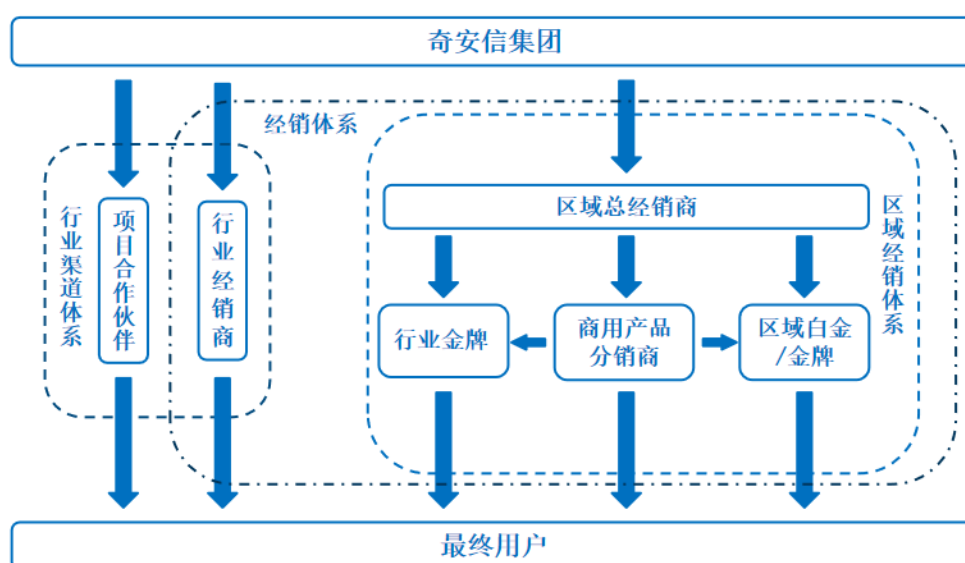 奇安信集团
经销体系
行业渠道体系
项目合作伙伴
行业经销商
区域总经销商
区域经销体系
行业金牌
商用产品
分销商
区域白金
/金牌
最终用户